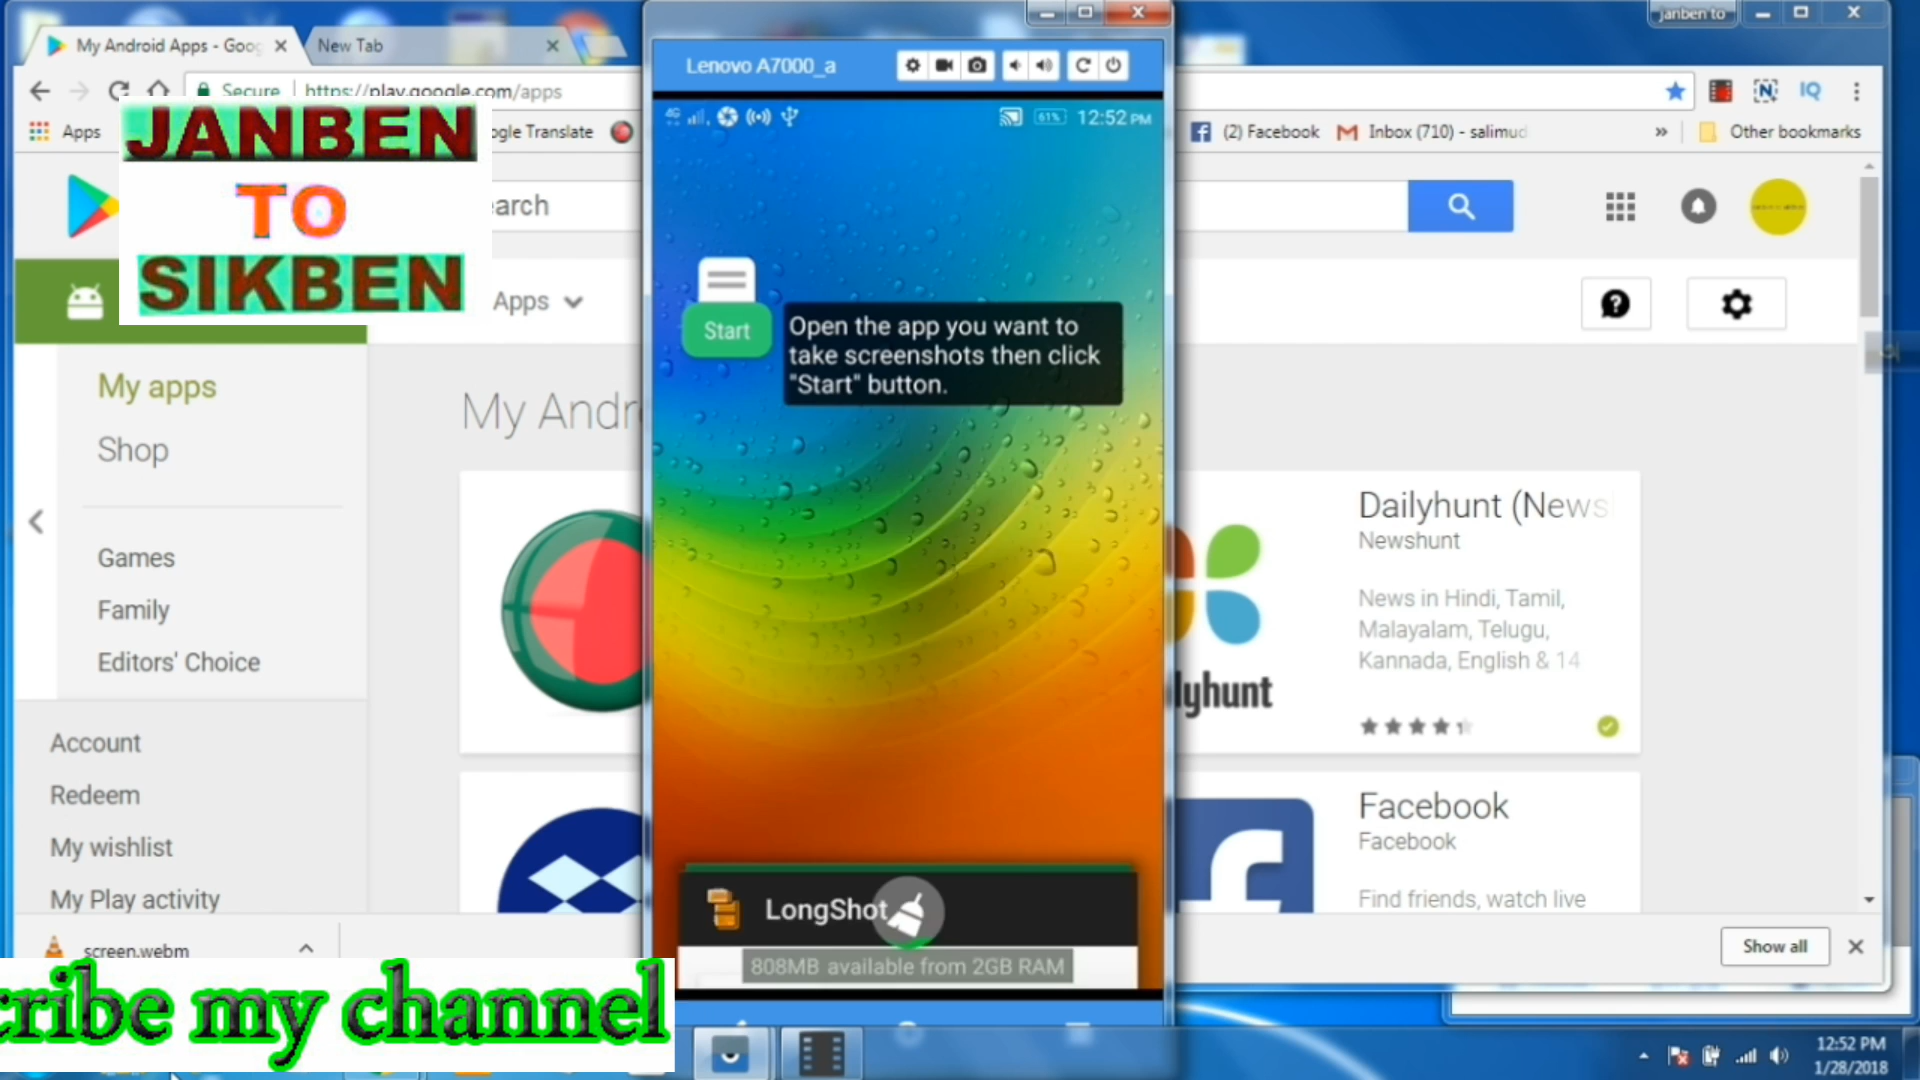 My Android Apps - Goog
New Tab
janben to
Secure
https://play.google.com/apps
Apps
ogle Translate
(2) Facebook
Inbox (710) - salimud
Other bookmarks
JANBEN
TO
SIKBEN
earch
Apps
My apps
Shop
Games
Family
Editors' Choice
Account
Redeem
My wishlist
My Play activity
My Andr
Lenovo A7000_a
4G
61%
12:52 PM
Start
Open the app you want to
take screenshots then click
"Start" button.
LongShot
808MB available from 2GB RAM
lyhunt
Dailyhunt (News
Newshunt
News in Hindi, Tamil,
Malayalam, Telugu,
Kannada, English & 14
Facebook
Facebook
Find friends, watch live
screen.webm
Show all
cribe my channel
12:52 PM
1/28/2018